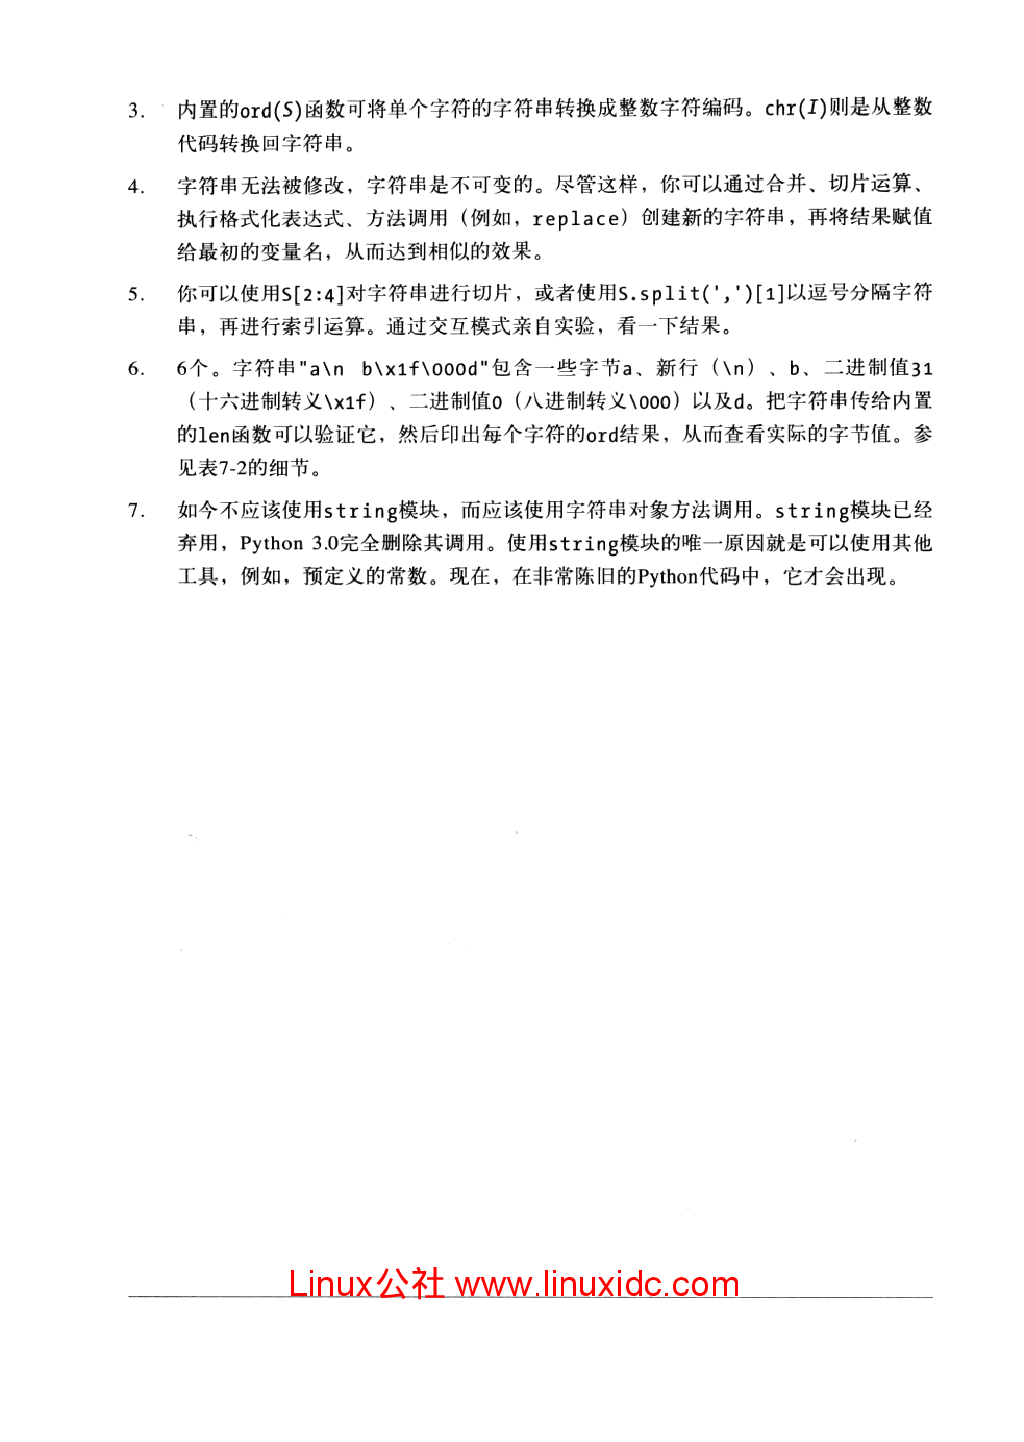 3. 内置的ord(S)函数可将单个字符的字符串转换成整数字符编码。chr(I)则是从整数
代码转换回字符串。
4. 字符串无法被修改，字符串是不可变的。尽管这样，你可以通过合并、切片运算、
执行格式化表达式、方法调用（例如，replace）创建新的字符串，再将结果赋值
给最初的变量名，从而达到相似的效果。
5. 你可以使用S[2:4]对字符串进行切片，或者使用S.split(',')[1]以逗号分隔字符
串，再进行索引运算。通过交互模式亲自实验，看一下结果。
6. 6个。字符串"a\n b\x1f\000d"包含一些字节a、新行（\n）、b、二进制值31
（十六进制转义\x1f）、二进制值0（八进制转义\000）以及d。把字符串传给内置
的len函数可以验证它，然后印出每个字符的ord结果，从而查看实际的字节值。参
见表7-2的细节。
7. 如今不应该使用string模块，而应该使用字符串对象方法调用。string模块已经
弃用，Python 3.0完全删除其调用。使用string模块的唯一原因就是可以使用其他
工具，例如，预定义的常数。现在，在非常陈旧的Python代码中，它才会出现。
Linux公社 www.linuxidc.com